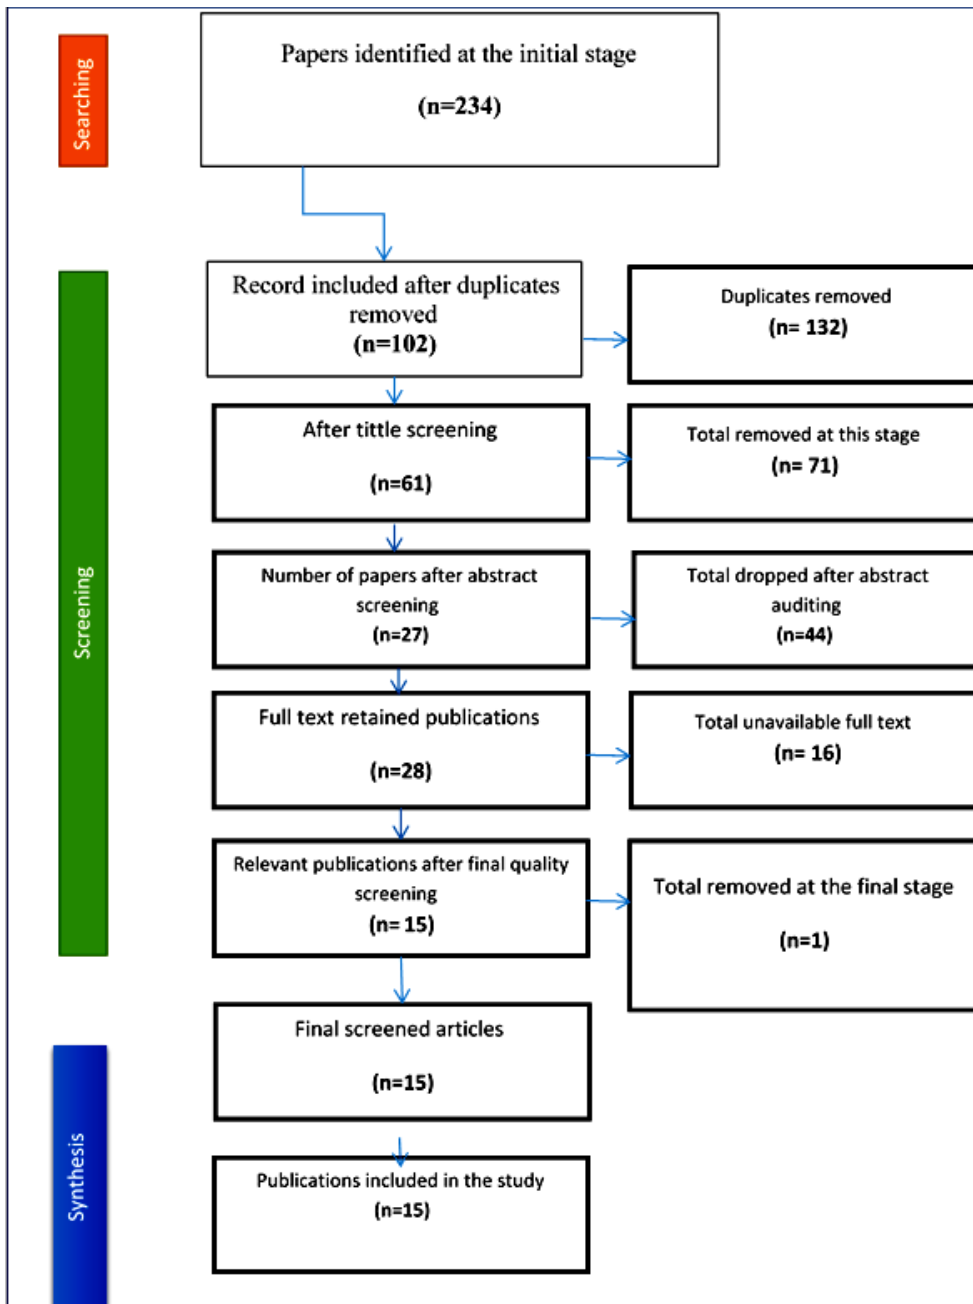 Searching
Papers identified at the initial stage
(n=234)
Screening
Record included after duplicates
removed
(n=102)
Duplicates removed
(n= 132)
After tittle screening
(n=61)
Total removed at this stage
(n= 71)
Number of papers after abstract
screening
(n=27)
Total dropped after abstract
auditing
(n=44)
Full text retained publications
(n=28)
Total unavailable full text
(n= 16)
Relevant publications after final quality
screening
(n= 15)
Total removed at the final stage
(n=1)
Synthesis
Final screened articles
(n=15)
Publications included in the study
(n=15)